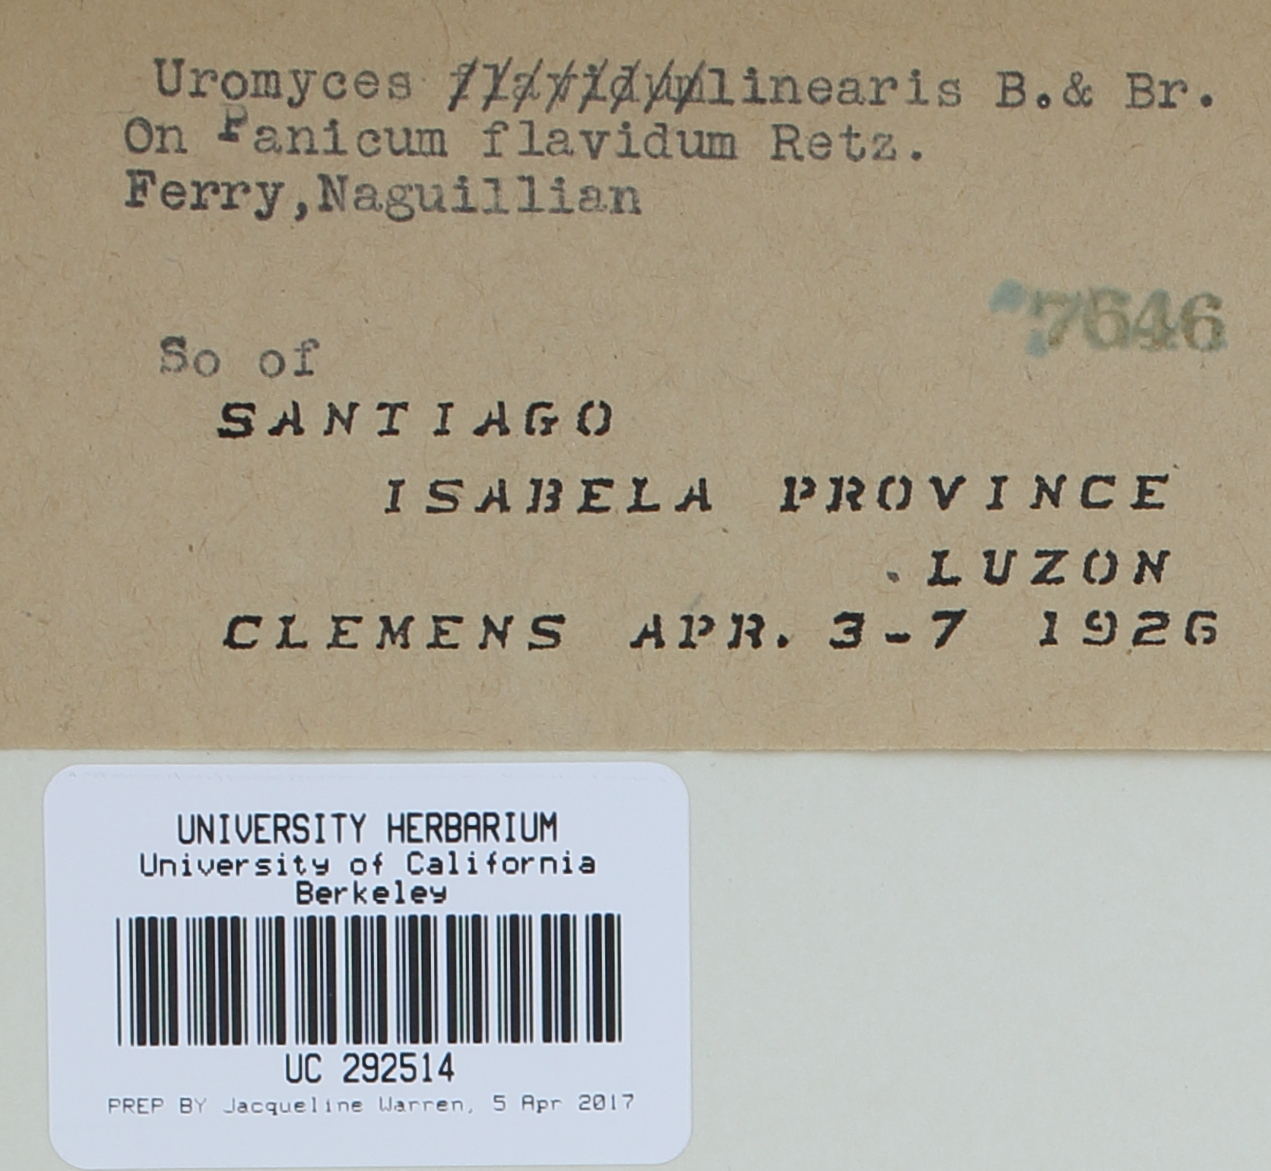 Uromyces flavidum linearis B.& Br.
On Panicum flavidum Retz.
Ferry,Naguillian
7646
So of
SANTIAGO
ISABELA PROVINCE
LUZON
CLEMENS APR. 3-7 1926
UNIVERSITY HERBARIUM
University of California
Berkeley
UC 292514
PREP BY Jacqueline Warren, 5 Apr 2017